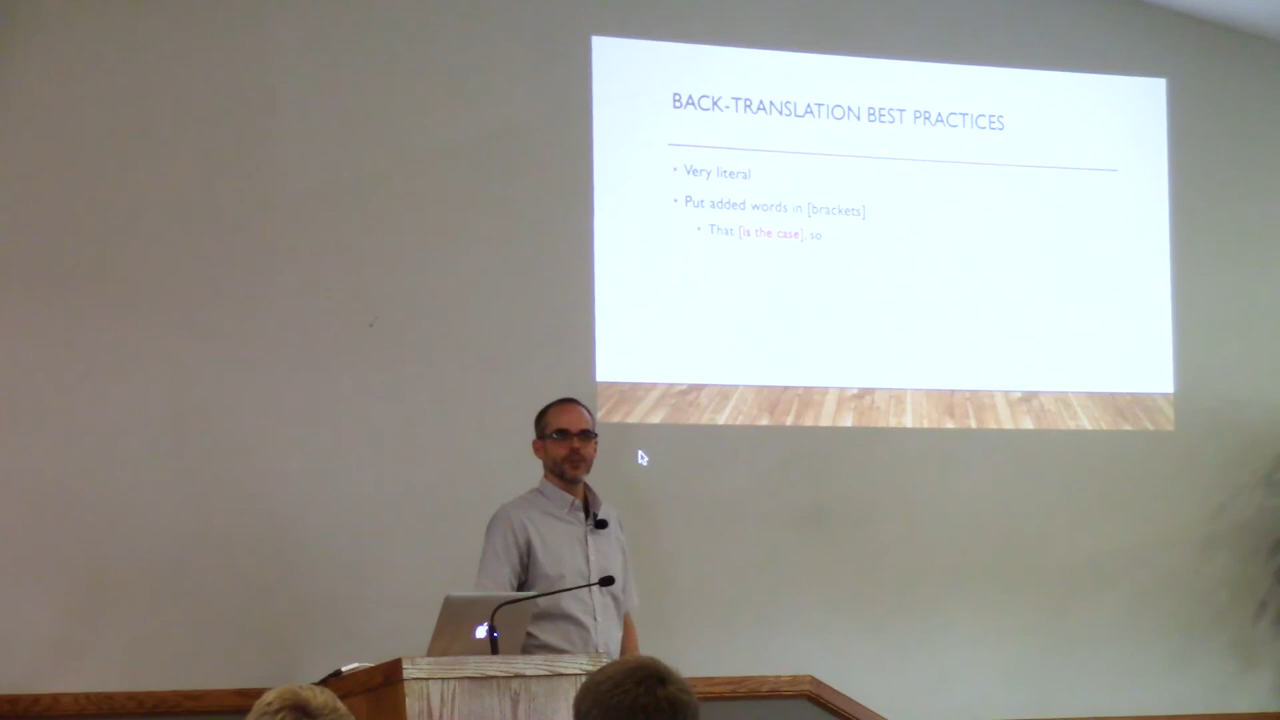 BACK-TRANSLATION BEST PRACTICES
• Very literal
• Put added words in [brackets]
• That [is the case], so…